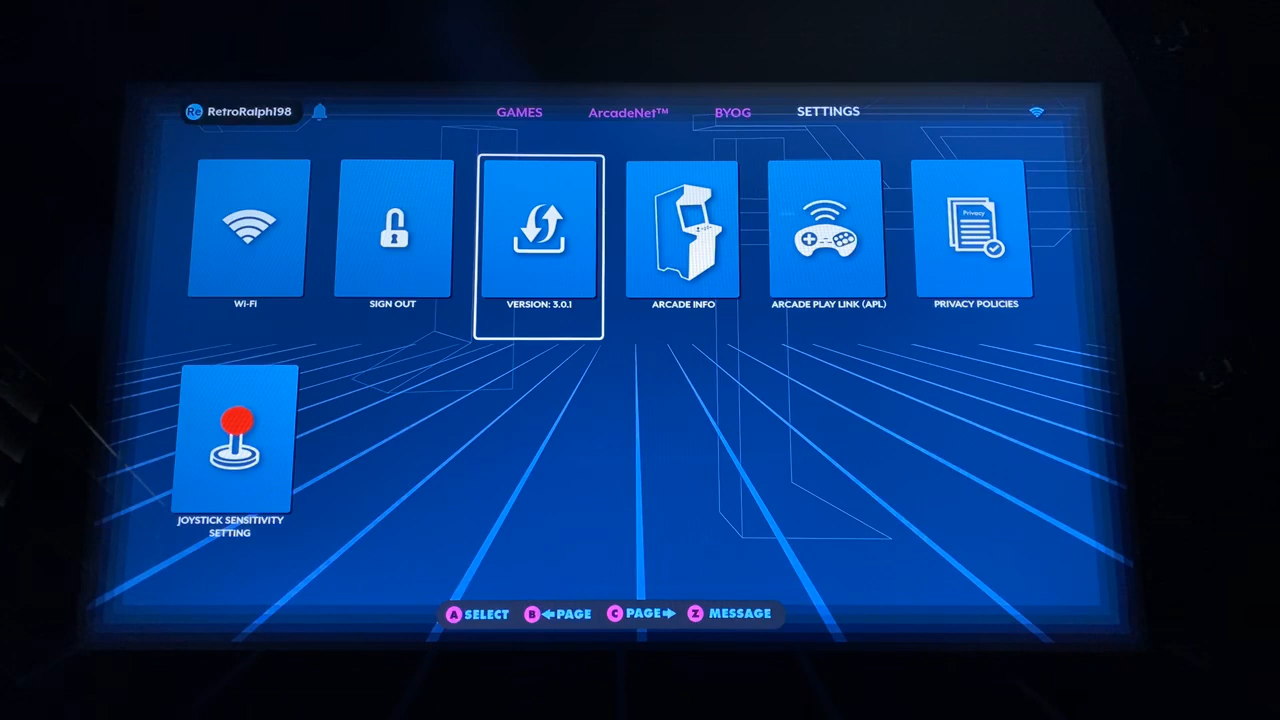 Re RetroRalph198
GAMES ArcadeNet™ BYOG SETTINGS
Privacy
Wi-Fi
SIGN OUT
VERSION: 3.0.1
ARCADE INFO
ARCADE PLAY LINK (APL)
PRIVACY POLICIES
JOYSTICK SENSITIVITY
SETTING
A SELECT B PAGE C PAGE Z MESSAGE